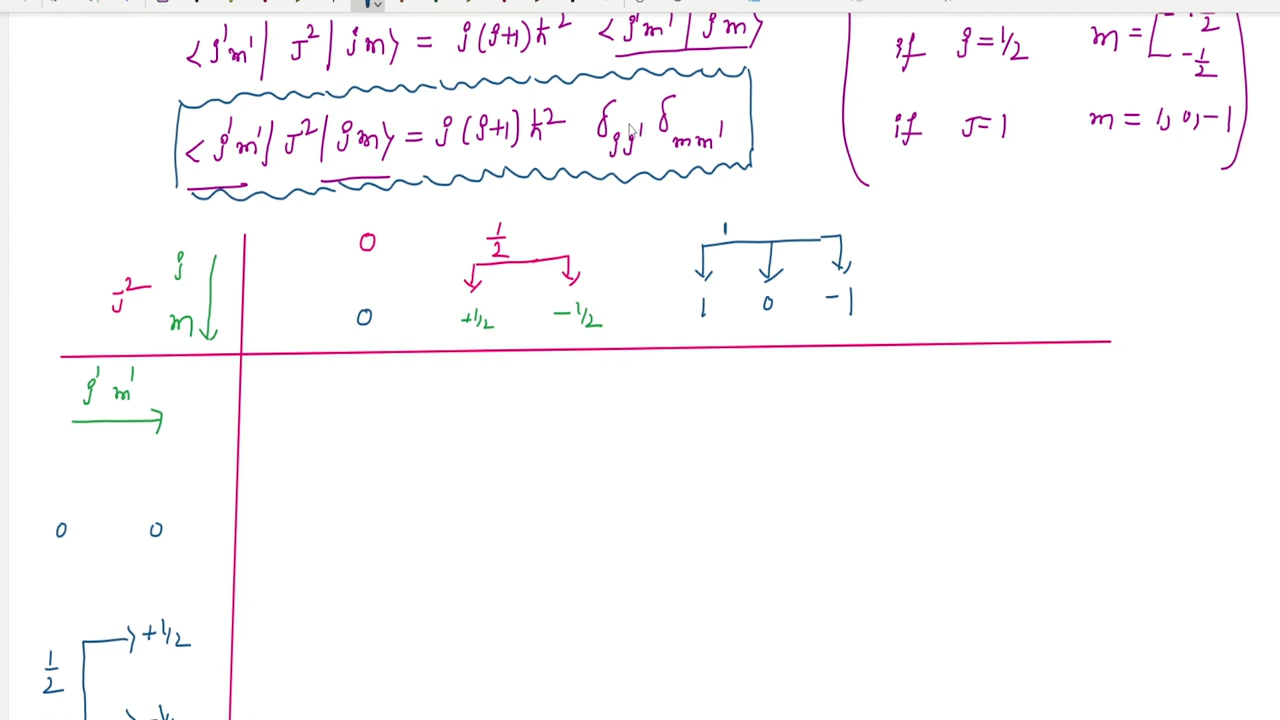 <j'm'| J² |jm> = j(j+1)ħ² <j'm'|jm>
if j=1/2 m = [ 1/2
-1/2
<j'm'| J² |jm> = j(j+1)ħ² δjj' δmm'
if J=1 m = 1, 0, -1
0 1/2 1
J² j
m 0 +1/2 -1/2 1 0 -1
j' m'
0 0
1/2 +1/2